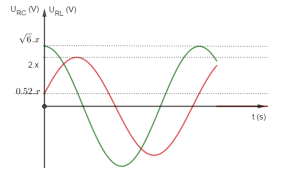 U_RC (V) U_RL (V)
√6.x
2 x
0.52.x
t (s)